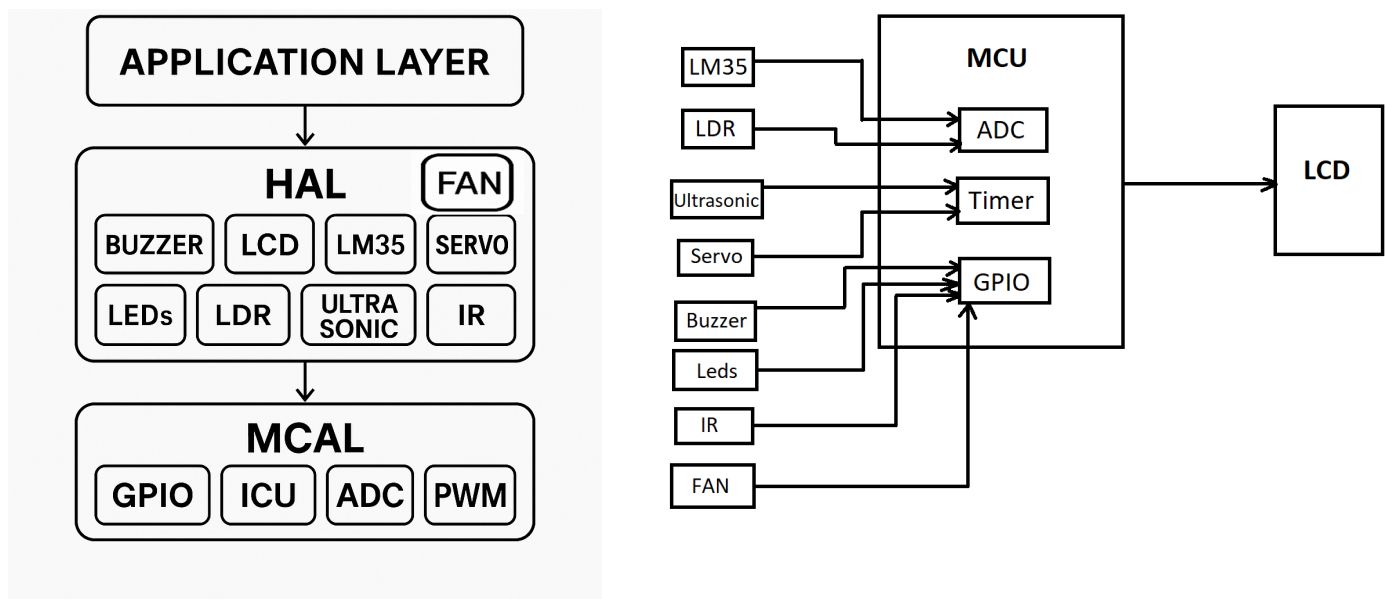 APPLICATION LAYER
HAL
FAN
BUZZER
LCD
LM35
SERVO
LEDs
LDR
ULTRA
SONIC
IR
MCAL
GPIO
ICU
ADC
PWM
LM35
LDR
Ultrasonic
Servo
Buzzer
Leds
IR
FAN
MCU
ADC
Timer
GPIO
LCD